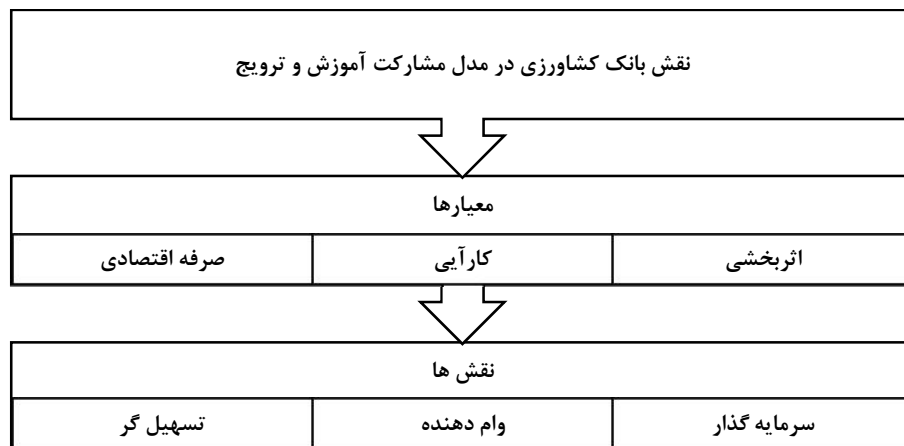 نقش بانک کشاورزی در مدل مشارکت آموزش و ترویج
معیارها
اثربخشی کارآیی صرفه اقتصادی
نقش ها
سرمایه گذار وام دهنده تسهیل گر